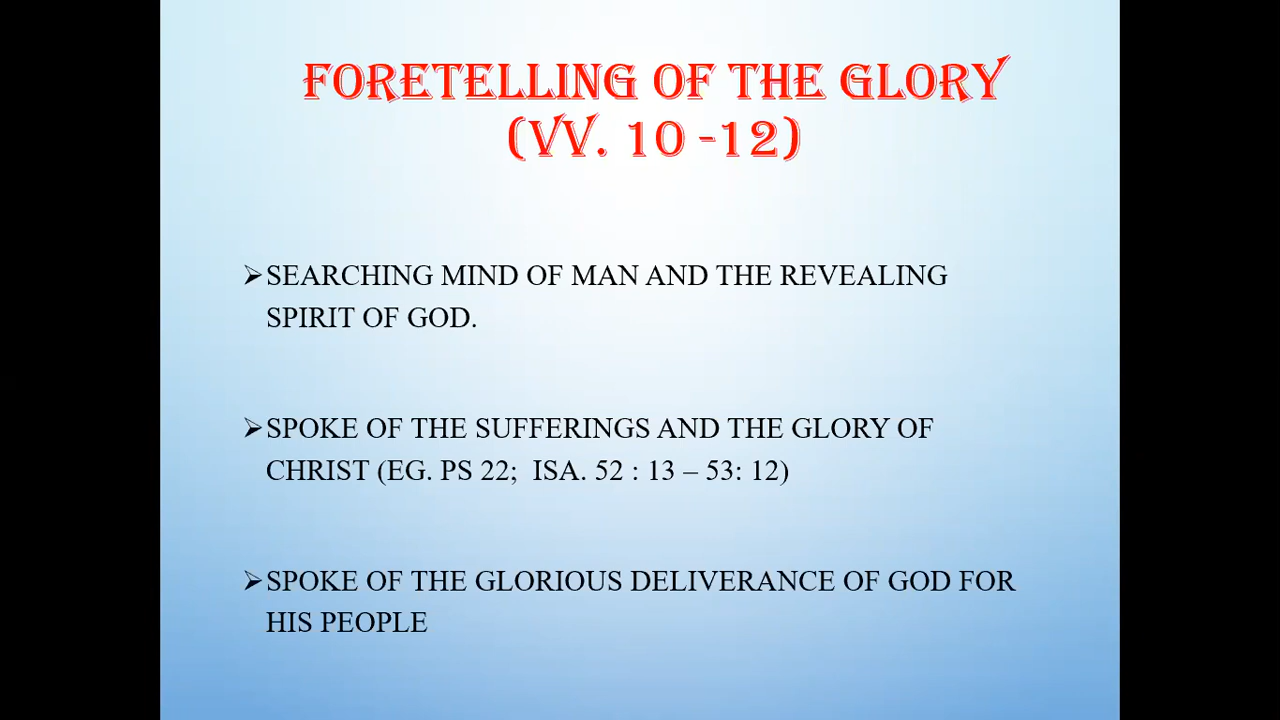 FORETELLING OF THE GLORY
(VV. 10 -12)
➢SEARCHING MIND OF MAN AND THE REVEALING
SPIRIT OF GOD.
➢SPOKE OF THE SUFFERINGS AND THE GLORY OF
CHRIST (EG. PS 22;  ISA. 52 : 13 – 53: 12)
➢SPOKE OF THE GLORIOUS DELIVERANCE OF GOD FOR
HIS PEOPLE